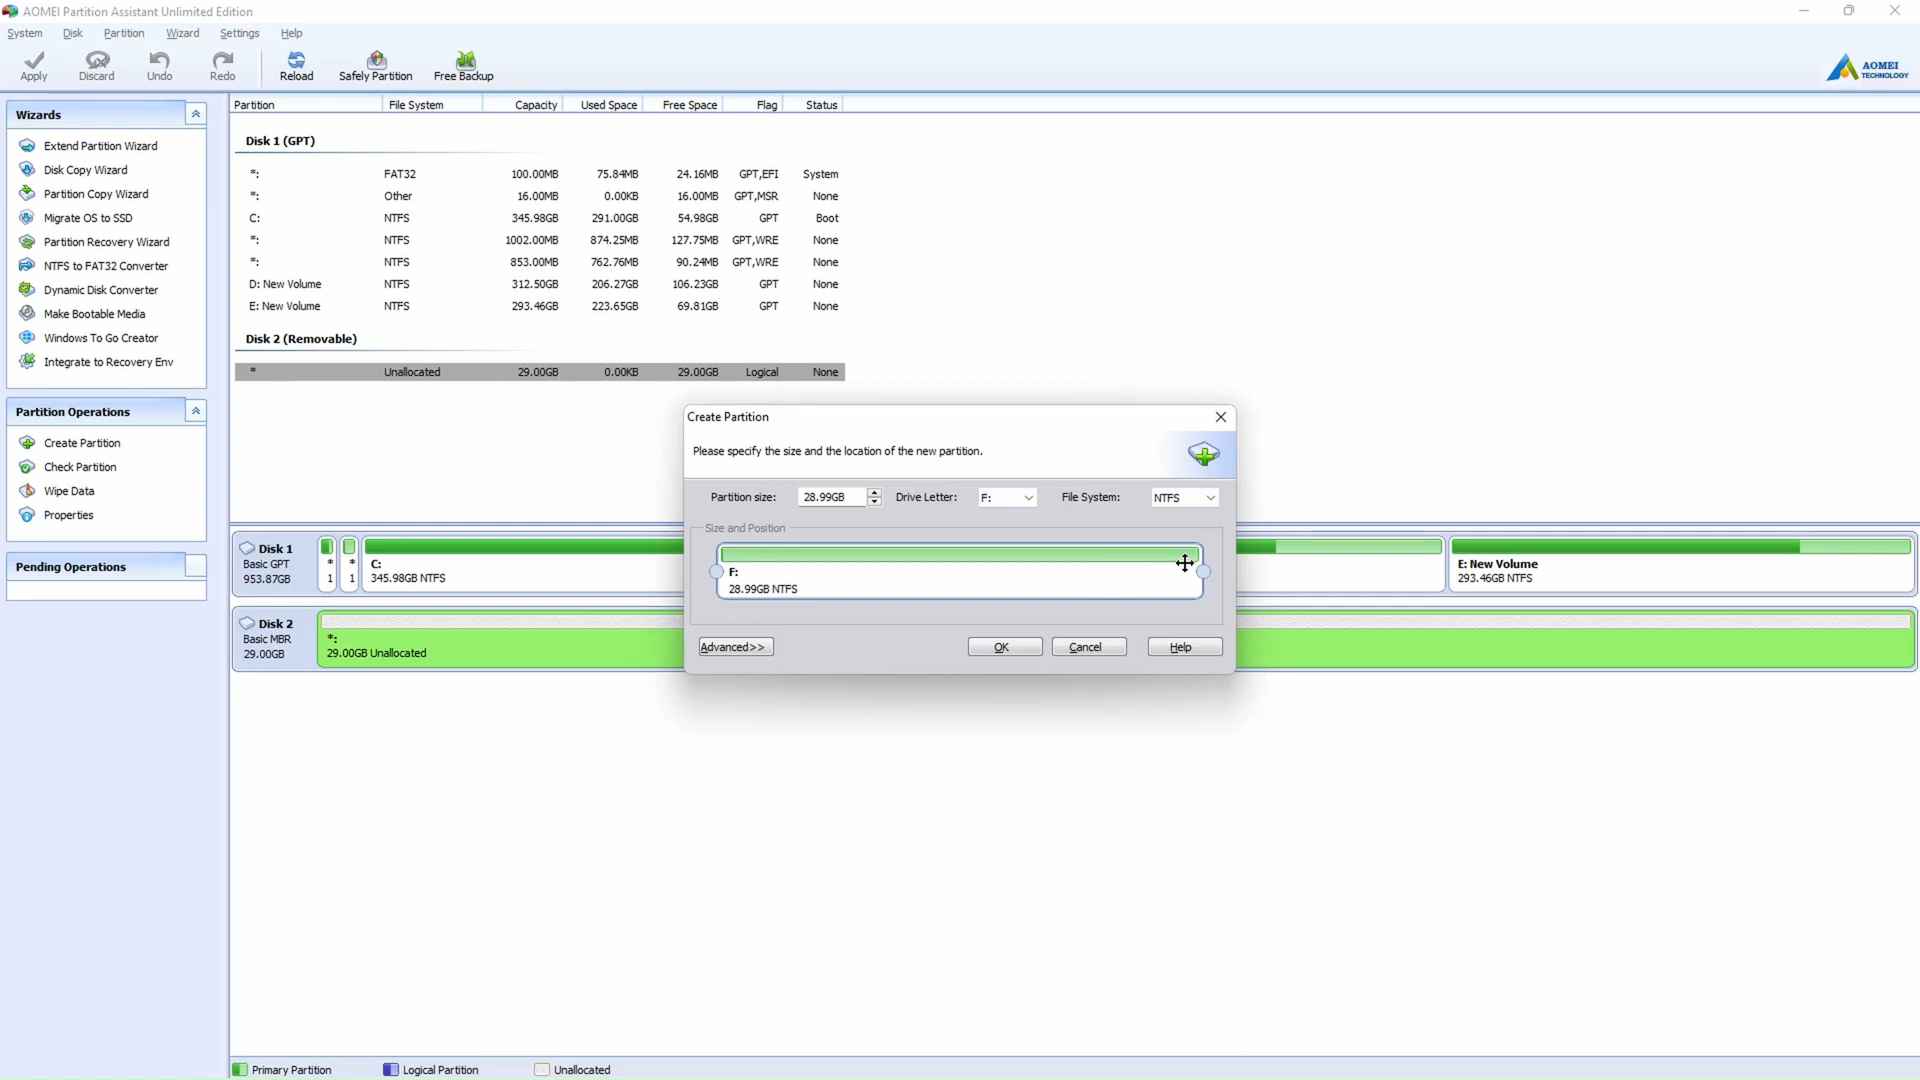 AOMEI Partition Assistant Unlimited Edition
System Disk Partition Wizard Settings Help
Apply Discard Undo Redo Reload Safely Partition Free Backup
AOMEI
TECHNOLOGY
Wizards
Extend Partition Wizard
Disk Copy Wizard
Partition Copy Wizard
Migrate OS to SSD
Partition Recovery Wizard
NTFS to FAT32 Converter
Dynamic Disk Converter
Make Bootable Media
Windows To Go Creator
Integrate to Recovery Env
Partition Operations
Create Partition
Check Partition
Wipe Data
Properties
Pending Operations
Partition File System Capacity Used Space Free Space Flag Status
Disk 1 (GPT)
*: FAT32 100.00MB 75.84MB 24.16MB GPT,EFI System
*: Other 16.00MB 0.00KB 16.00MB GPT,MSR None
C: NTFS 345.98GB 291.00GB 54.98GB GPT Boot
*: NTFS 1002.00MB 874.25MB 127.75MB GPT,WRE None
*: NTFS 853.00MB 762.76MB 90.24MB GPT,WRE None
D: New Volume NTFS 312.50GB 206.27GB 106.23GB GPT None
E: New Volume NTFS 293.46GB 223.65GB 69.81GB GPT None
Disk 2 (Removable)
* Unallocated 29.00GB 0.00KB 29.00GB Logical None
Create Partition
Please specify the size and the location of the new partition.
Partition size: 28.99GB Drive Letter: F: File System: NTFS
Size and Position
F:
28.99GB NTFS
Advanced>> OK Cancel Help
Disk 1
Basic GPT
953.87GB
*
1
*
1
C:
345.98GB NTFS
E: New Volume
293.46GB NTFS
Disk 2
Basic MBR
29.00GB
*:
29.00GB Unallocated
Primary Partition Logical Partition Unallocated